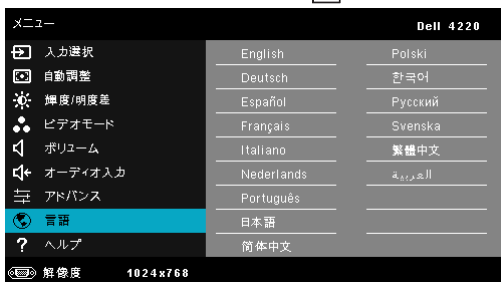 メニュー Dell 4220
入力選択
自動調整
輝度/明度差
ビデオモード
ボリューム
オーディオ入力
アドバンス
言語
ヘルプ
English Polski
Deutsch 한국어
Español Русский
Français Svenska
Italiano 繁體中文
Nederlands العربية
Português
日本語
简体中文
解像度 1024x768